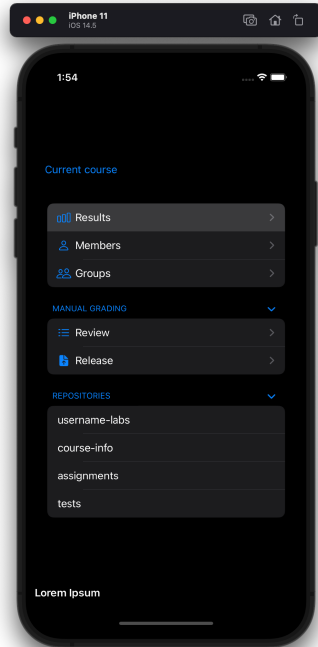 iPhone 11
iOS 14.5
1:54
Current course
Results
Members
Groups
MANUAL GRADING
Review
Release
REPOSITORIES
username-labs
course-info
assignments
tests
Lorem Ipsum